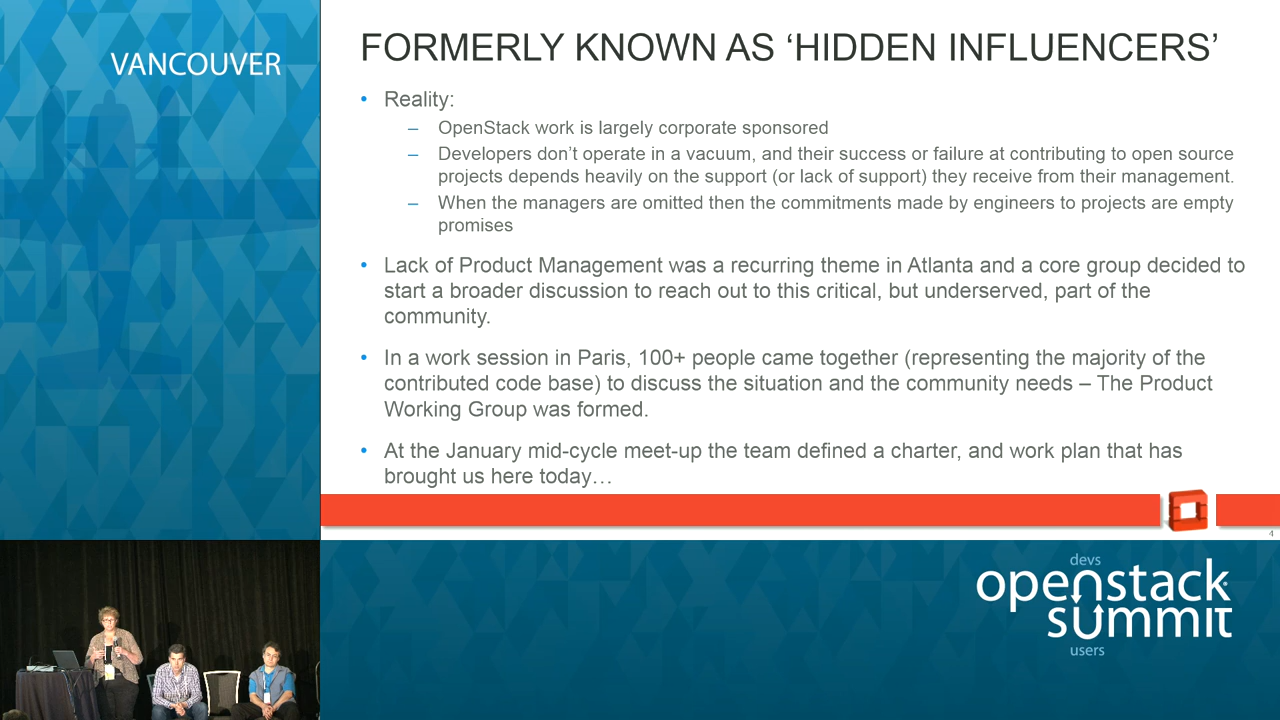 VANCOUVER
FORMERLY KNOWN AS ‘HIDDEN INFLUENCERS’
• Reality:
– OpenStack work is largely corporate sponsored
– Developers don’t operate in a vacuum, and their success or failure at contributing to open source
projects depends heavily on the support (or lack of support) they receive from their management.
– When the managers are omitted then the commitments made by engineers to projects are empty
promises
• Lack of Product Management was a recurring theme in Atlanta and a core group decided to
start a broader discussion to reach out to this critical, but underserved, part of the
community.
• In a work session in Paris, 100+ people came together (representing the majority of the
contributed code base) to discuss the situation and the community needs – The Product
Working Group was formed.
• At the January mid-cycle meet-up the team defined a charter, and work plan that has
brought us here today…
4
devs
openstack
summit
users